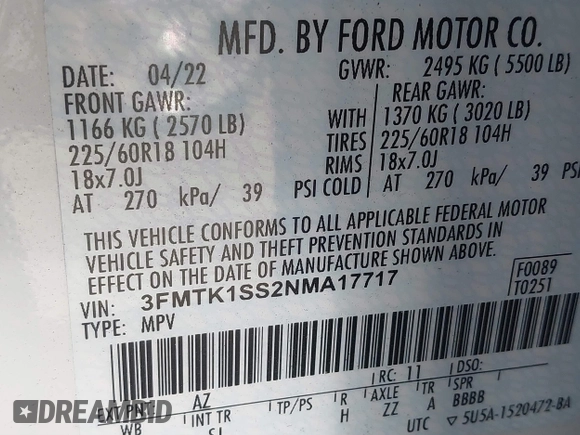 MFD. BY FORD MOTOR CO.
DATE: 04/22 GVWR: 2495 KG ( 5500 LB)
FRONT GAWR: REAR GAWR:
1166 KG ( 2570 LB) WITH 1370 KG ( 3020 LB)
225/60R18 104H TIRES 225/60R18 104H
18x7.0J RIMS 18x7.0J
AT 270 kPa/ 39 PSI COLD AT 270 kPa/ 39 PSI
THIS VEHICLE CONFORMS TO ALL APPLICABLE FEDERAL MOTOR
VEHICLE SAFETY AND THEFT PREVENTION STANDARDS IN
EFFECT ON THE DATE OF MANUFACTURE SHOWN ABOVE.
VIN: 3FMTK1SS2NMA17717 F0089
TYPE: MPV T0251
EXT PNT: AZ RC: 11 DSO:
WB INT TR TP/PS R AXLE TR SPR
SJ H ZZ A BBBB
UTC 5U5A-1520472-BA
DREAMBID